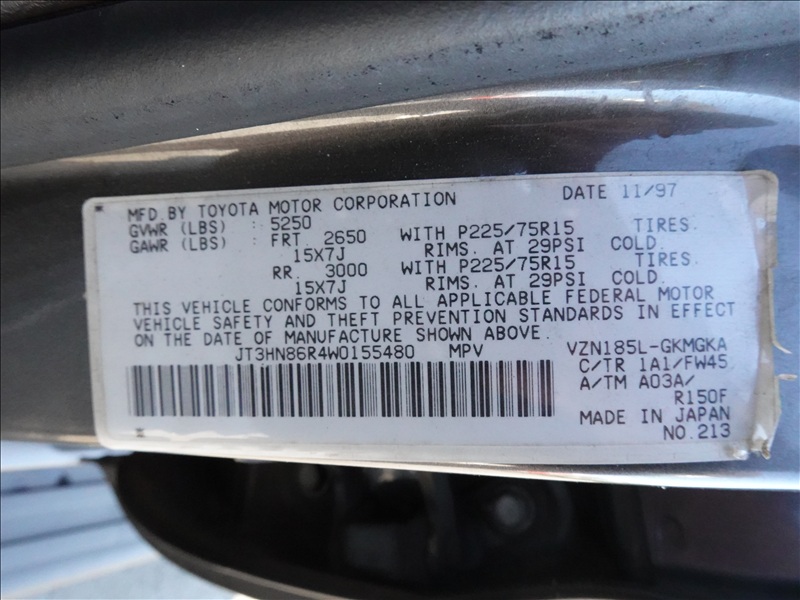 MFD. BY TOYOTA MOTOR CORPORATION DATE 11/97
GVWR (LBS) : 5250
GAWR (LBS) : FRT 2650 WITH P225/75R15 TIRES.
15X7J RIMS. AT 29PSI COLD.
RR. 3000 WITH P225/75R15 TIRES.
15X7J RIMS. AT 29PSI COLD.
THIS VEHICLE CONFORMS TO ALL APPLICABLE FEDERAL MOTOR
VEHICLE SAFETY AND THEFT PREVENTION STANDARDS IN EFFECT
ON THE DATE OF MANUFACTURE SHOWN ABOVE.
JT3HN86R4W0155480 MPV VZN185L-GKMGKA
C/TR 1A1/FW45
A/TM A03A/
R150F
MADE IN JAPAN
NO.213